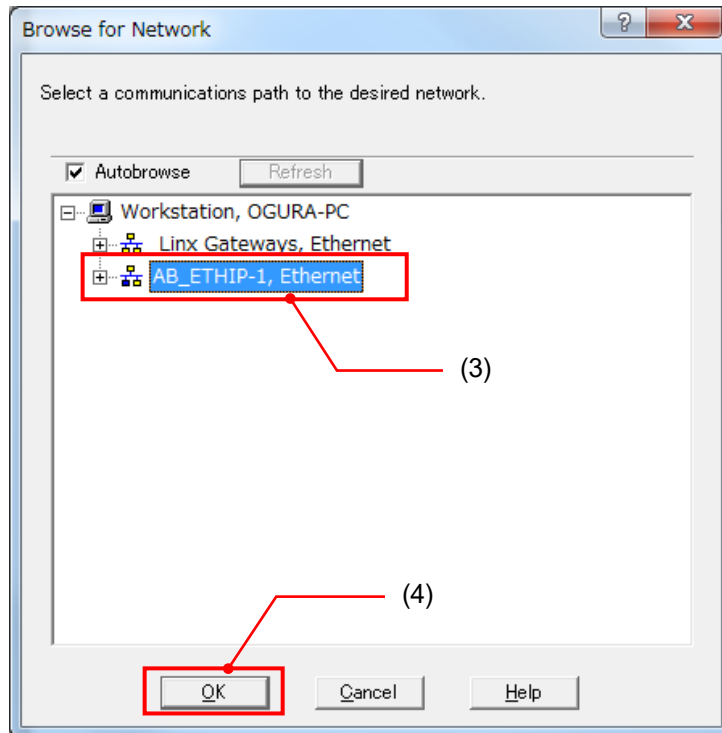 Browse for Network
Select a communications path to the desired network.
Autobrowse Refresh
Workstation, OGURA-PC
Linx Gateways, Ethernet
AB_ETHIP-1, Ethernet
(3)
(4)
OK Cancel Help